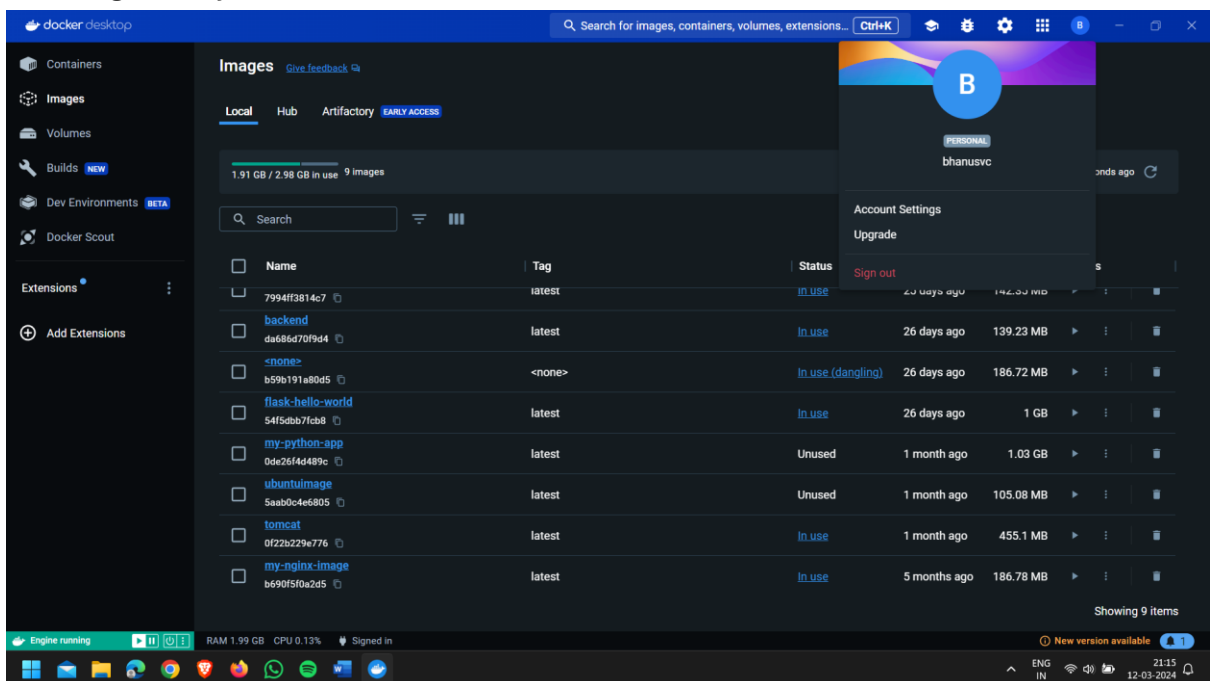 docker desktop
Search for images, containers, volumes, extensions... Ctrl+K
B
Containers
Images
Volumes
Builds NEW
Dev Environments BETA
Docker Scout
Extensions
Add Extensions
Images Give feedback
Local Hub Artifactory EARLY ACCESS
1.91 GB / 2.98 GB in use 9 images
onds ago
Search
B
PERSONAL
bhanusvc
Account Settings
Upgrade
Sign out
Name Tag Status s
7994ff3814c7 latest In use 25 days ago 142.35 MB
backend
da686d70f9d4 latest In use 26 days ago 139.23 MB
<none>
b59b191a80d5 <none> In use (dangling) 26 days ago 186.72 MB
flask-hello-world
54f5dbb7fcb8 latest In use 26 days ago 1 GB
my-python-app
0de26f4d489c latest Unused 1 month ago 1.03 GB
ubuntuimage
5aab0c4e6805 latest Unused 1 month ago 105.08 MB
tomcat
0f22b229e776 latest In use 1 month ago 455.1 MB
my-nginx-image
b690f5f0a2d5 latest In use 5 months ago 186.78 MB
Showing 9 items
Engine running RAM 1.99 GB CPU 0.13% Signed in New version available 1
ENG
IN
21:15
12-03-2024